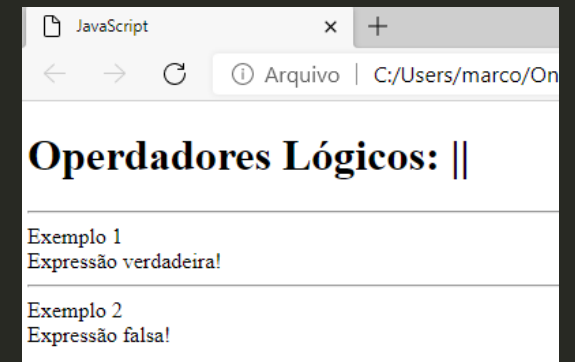 JavaScript
Arquivo | C:/Users/marco/On
Operdadores Lógicos: ||
Exemplo 1
Expressão verdadeira!
Exemplo 2
Expressão falsa!